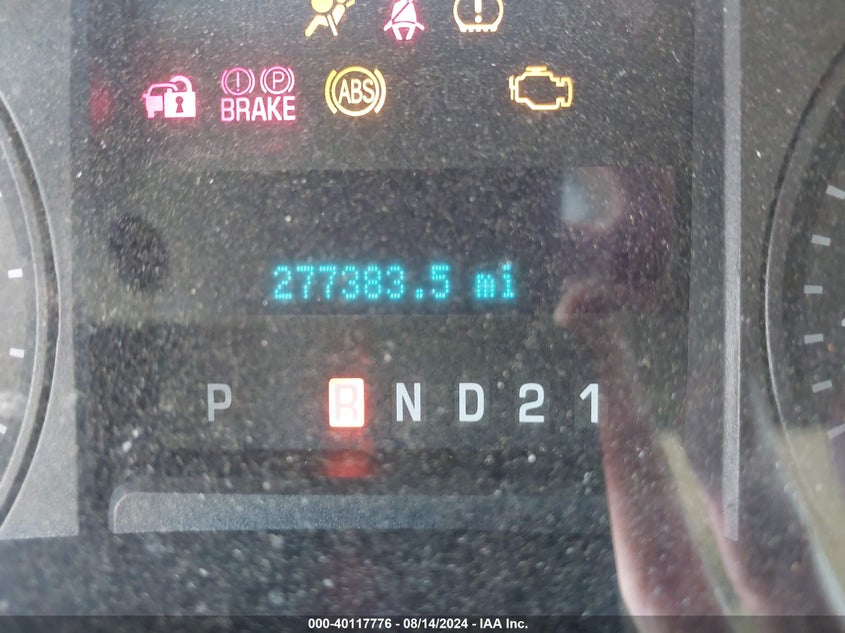 ! P
BRAKE
ABS
277383.5 mi
P R N D 2 1
000-40117776 - 08/14/2024 - IAA Inc.